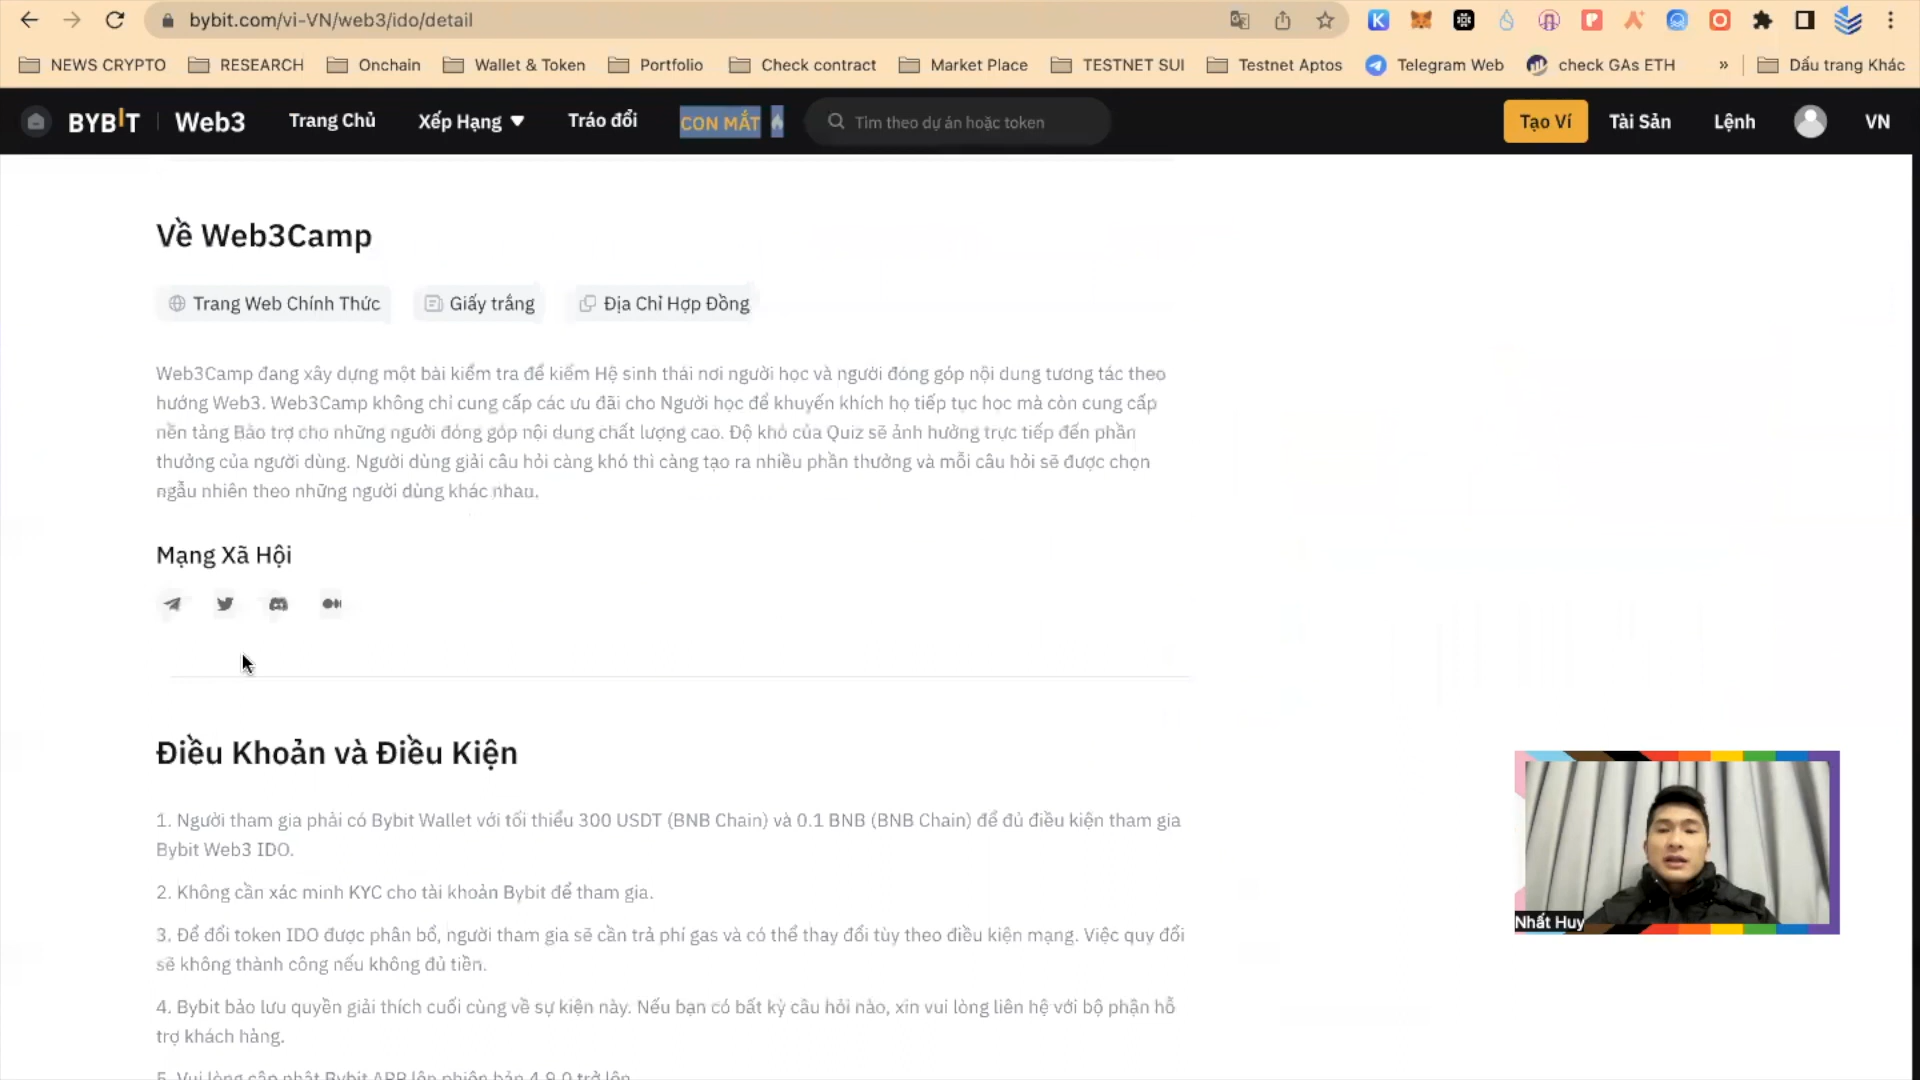 bybit.com/vi-VN/web3/ido/detail
NEWS CRYPTO RESEARCH Onchain Wallet & Token Portfolio Check contract Market Place TESTNET SUI Testnet Aptos Telegram Web check GAs ETH » Dấu trang Khác
BYBIT Web3 Trang Chủ Xếp Hạng Tráo đổi CON MẮT Tìm theo dự án hoặc token Tạo Ví Tài Sản Lệnh VN
Về Web3Camp
Trang Web Chính Thức Giấy trắng Địa Chỉ Hợp Đồng
Web3Camp đang xây dựng một bài kiểm tra để kiếm Hệ sinh thái nơi người học và người đóng góp nội dung tương tác theo
hướng Web3. Web3Camp không chỉ cung cấp các ưu đãi cho Người học để khuyến khích họ tiếp tục học mà còn cung cấp
nền tảng Bảo trợ cho những người đóng góp nội dung chất lượng cao. Độ khó của Quiz sẽ ảnh hưởng trực tiếp đến phần
thưởng của người dùng. Người dùng giải câu hỏi càng khó thì càng tạo ra nhiều phần thưởng và mỗi câu hỏi sẽ được chọn
ngẫu nhiên theo những người dùng khác nhau.
Mạng Xã Hội
Điều Khoản và Điều Kiện
1. Người tham gia phải có Bybit Wallet với tối thiểu 300 USDT (BNB Chain) và 0.1 BNB (BNB Chain) để đủ điều kiện tham gia
Bybit Web3 IDO.
2. Không cần xác minh KYC cho tài khoản Bybit để tham gia.
3. Để đổi token IDO được phân bổ, người tham gia sẽ cần trả phí gas và có thể thay đổi tùy theo điều kiện mạng. Việc quy đổi
sẽ không thành công nếu không đủ tiền.
4. Bybit bảo lưu quyền giải thích cuối cùng về sự kiện này. Nếu bạn có bất kỳ câu hỏi nào, xin vui lòng liên hệ với bộ phận hỗ
trợ khách hàng.
5. Vui lòng cập nhật Bybit APP lên phiên bản 4.9.0 trở lên
Nhất Huy